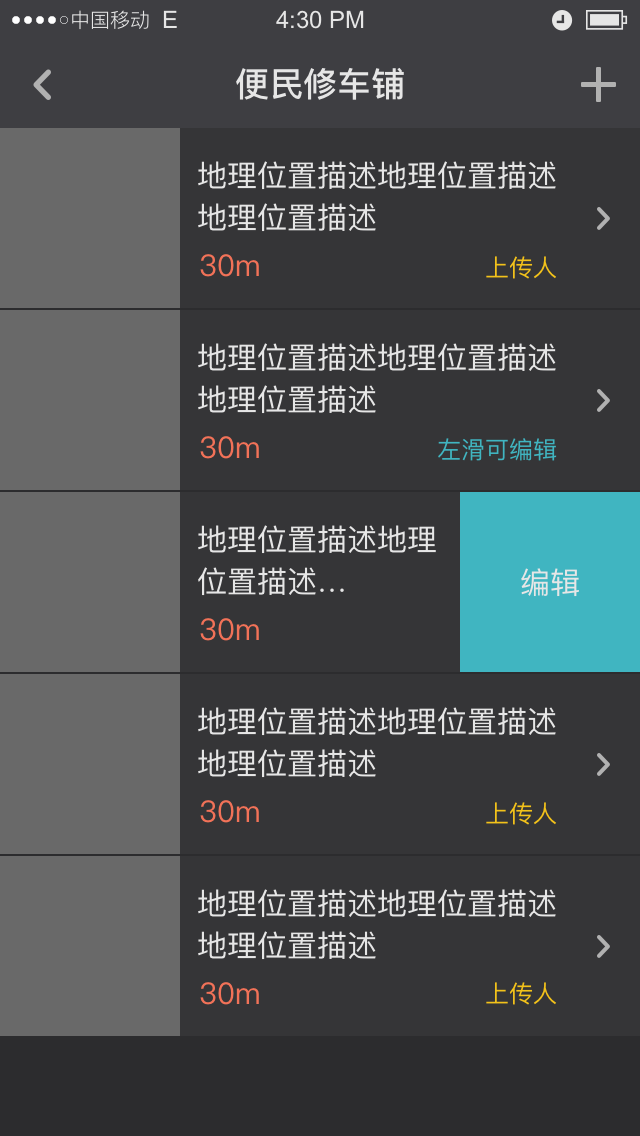 中国移动 E 4:30 PM
便民修车铺
地理位置描述地理位置描述
地理位置描述
30m 上传人
地理位置描述地理位置描述
地理位置描述
30m 左滑可编辑
地理位置描述地理
位置描述...
30m
编辑
地理位置描述地理位置描述
地理位置描述
30m 上传人
地理位置描述地理位置描述
地理位置描述
30m 上传人